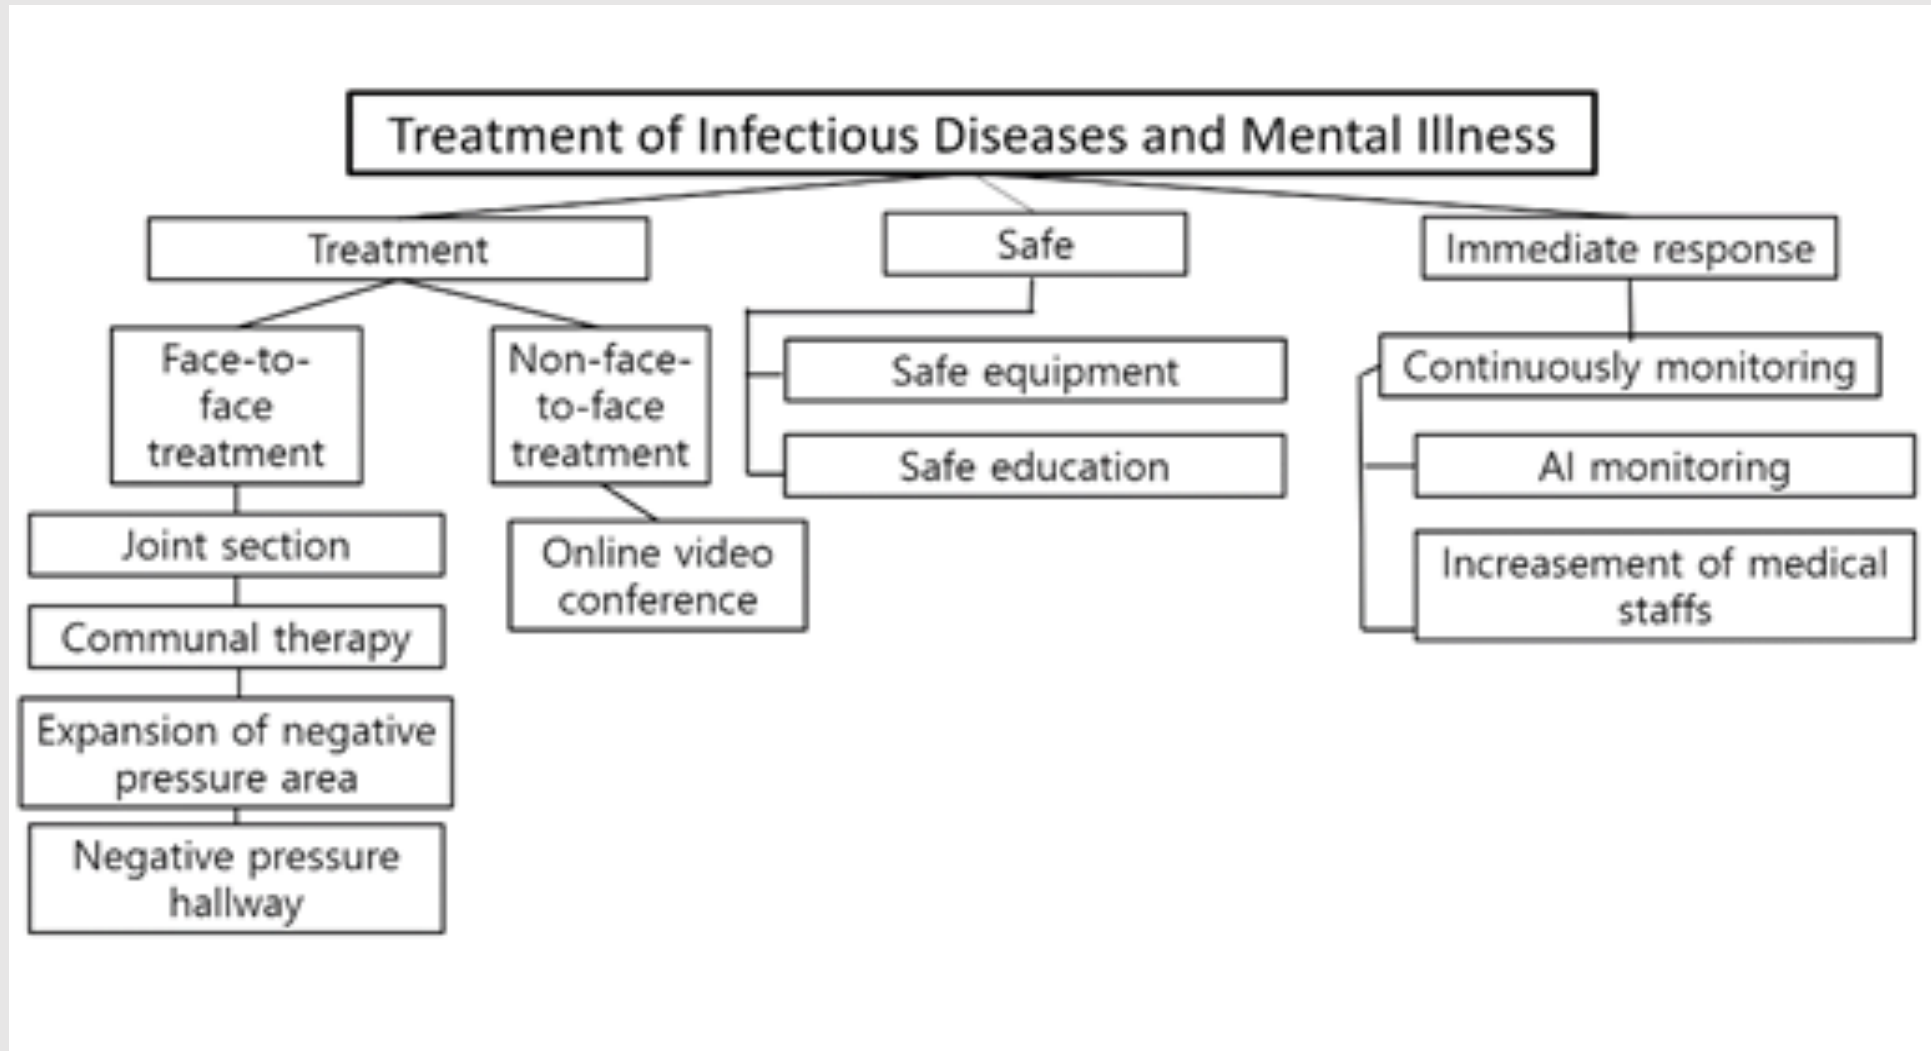 Treatment of Infectious Diseases and Mental Illness
Treatment
Face-to-
face
treatment
Joint section
Communal therapy
Expansion of negative
pressure area
Negative pressure
hallway
Non-face-
to-face
treatment
Online video
conference
Safe
Safe equipment
Safe education
Immediate response
Continuously monitoring
AI monitoring
Increasement of medical
staffs